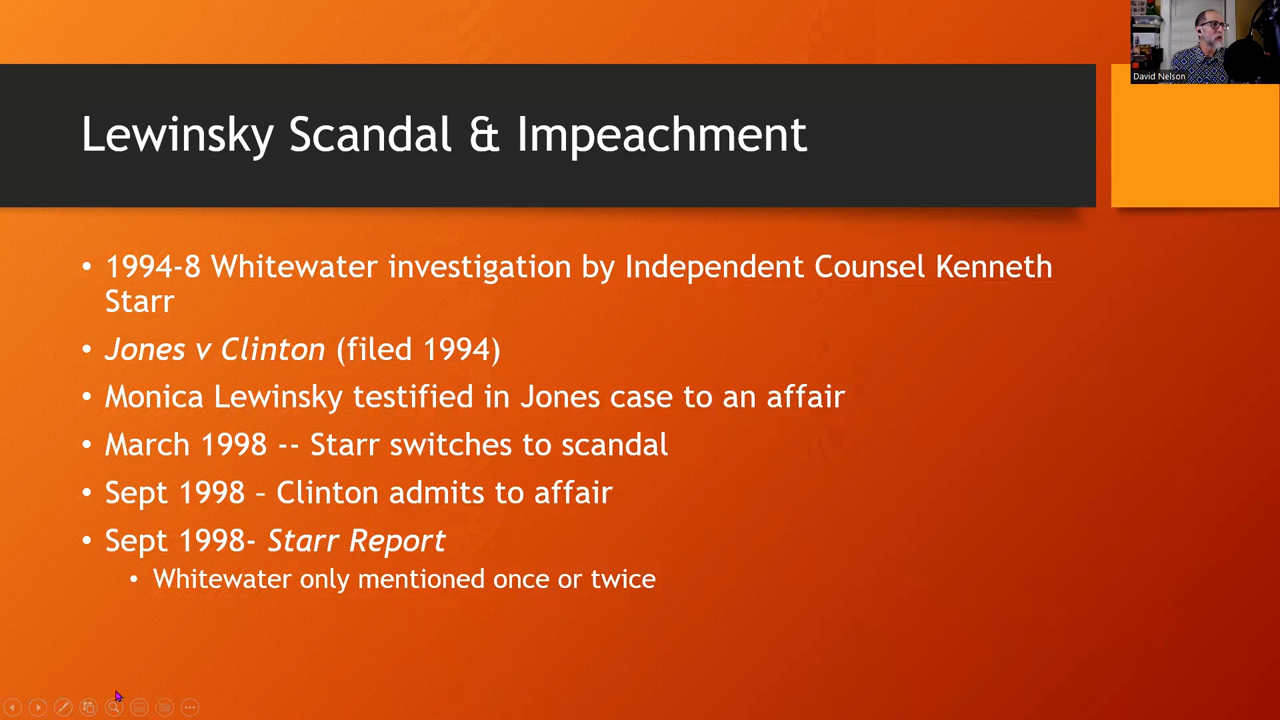 David Nelson
Lewinsky Scandal & Impeachment
• 1994-8 Whitewater investigation by Independent Counsel Kenneth
Starr
• Jones v Clinton (filed 1994)
• Monica Lewinsky testified in Jones case to an affair
• March 1998 -- Starr switches to scandal
• Sept 1998 – Clinton admits to affair
• Sept 1998- Starr Report
• Whitewater only mentioned once or twice